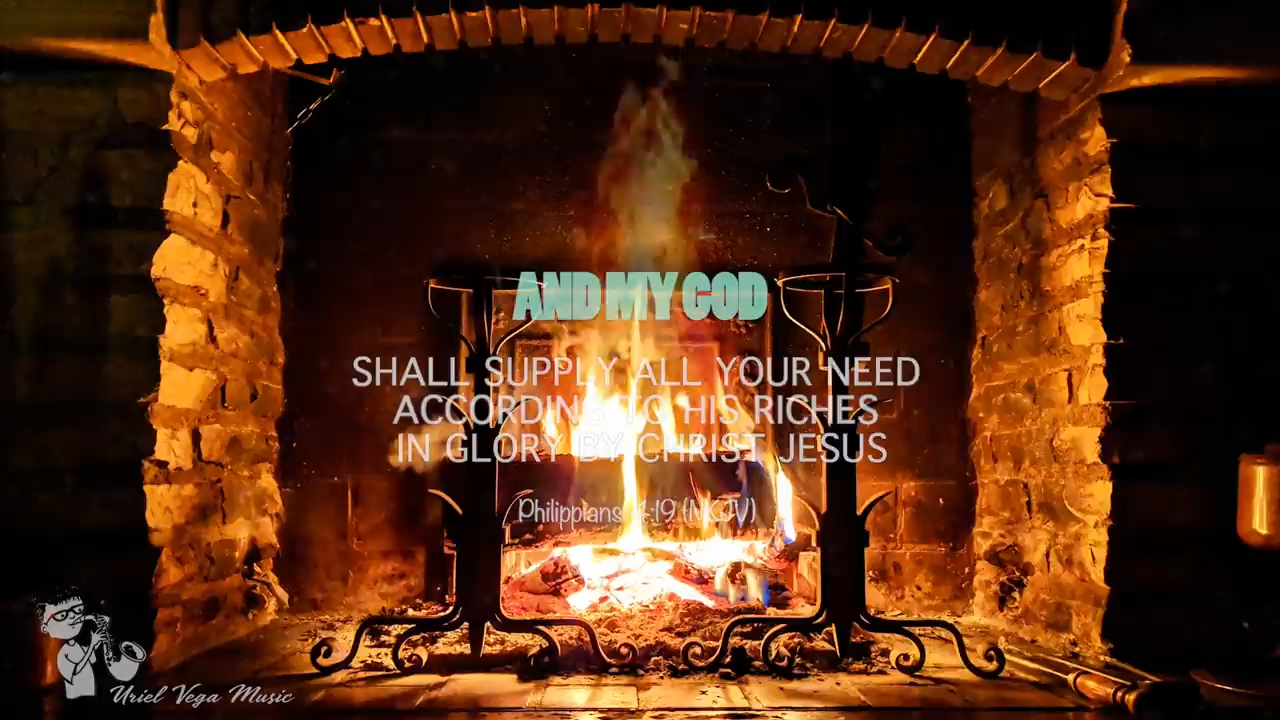 AND MY GOD
SHALL SUPPLY ALL YOUR NEED
ACCORDING TO HIS RICHES
IN GLORY BY CHRIST JESUS
Philippians 4:19 (NKJV)
Uriel Vega Music